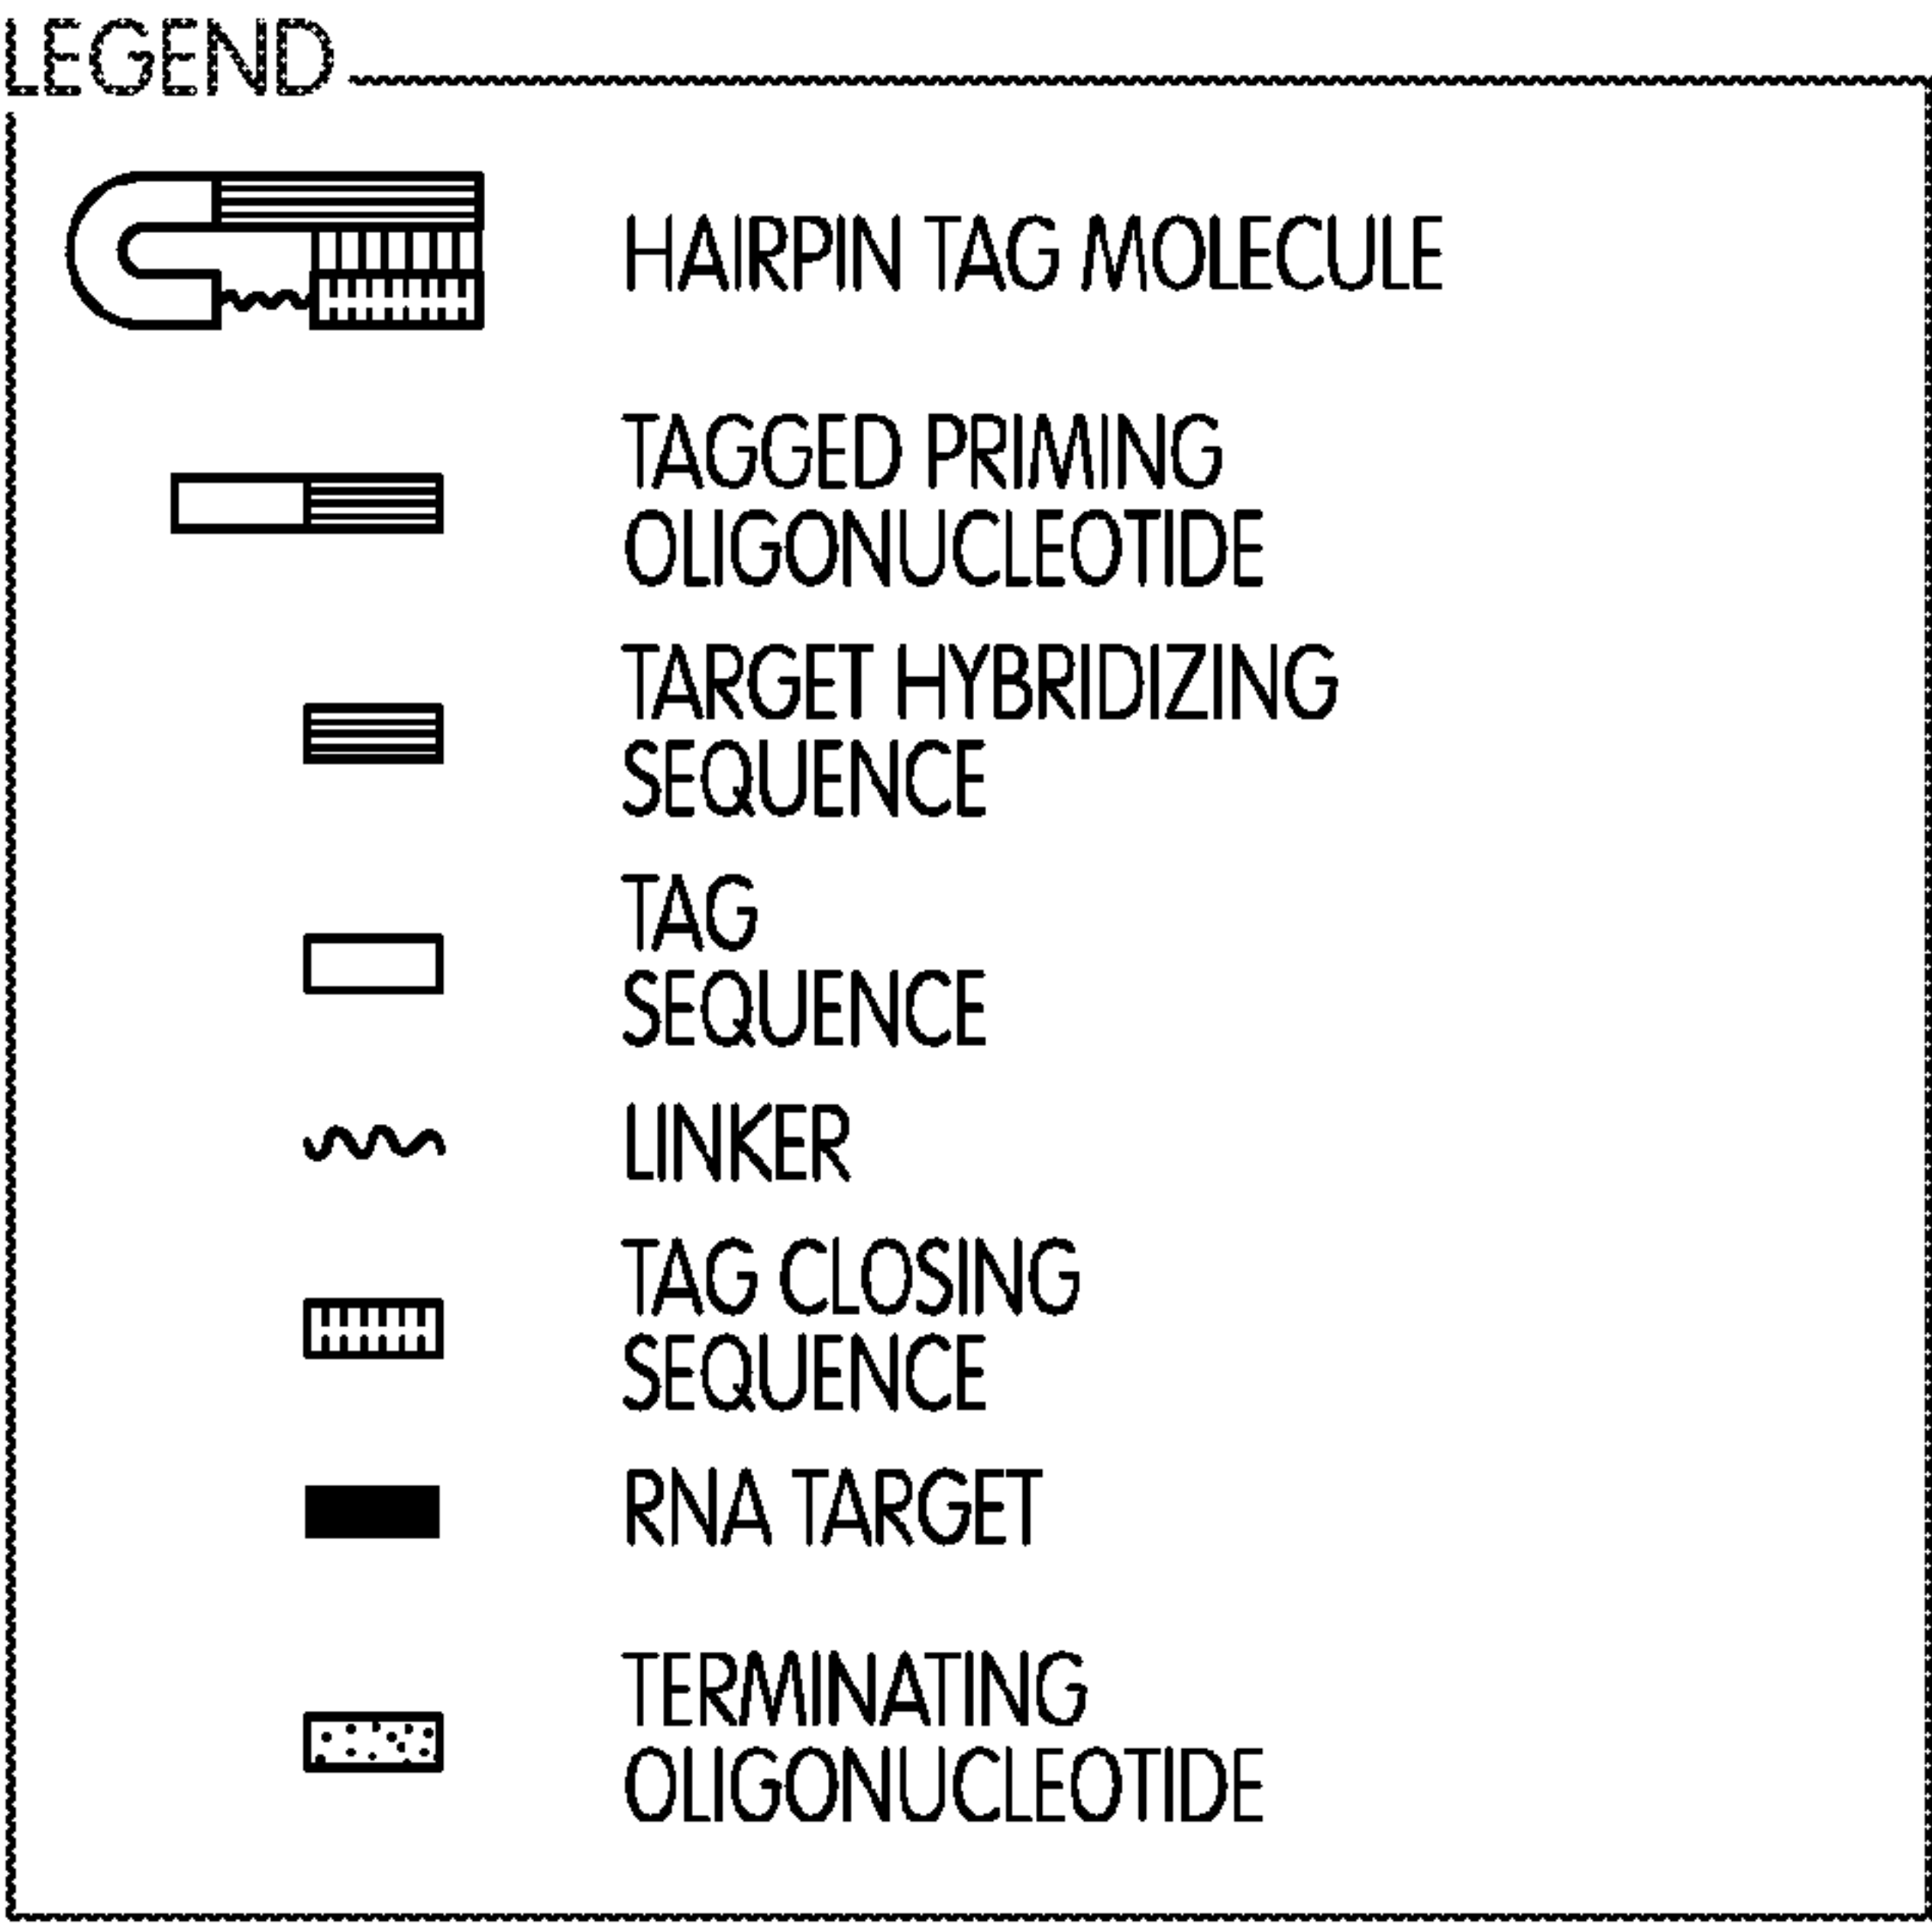 LEGEND
HAIRPIN TAG MOLECULE
TAGGED PRIMING
OLIGONUCLEOTIDE
TARGET HYBRIDIZING
SEQUENCE
TAG
SEQUENCE
LINKER
TAG CLOSING
SEQUENCE
RNA TARGET
TERMINATING
OLIGONUCLEOTIDE